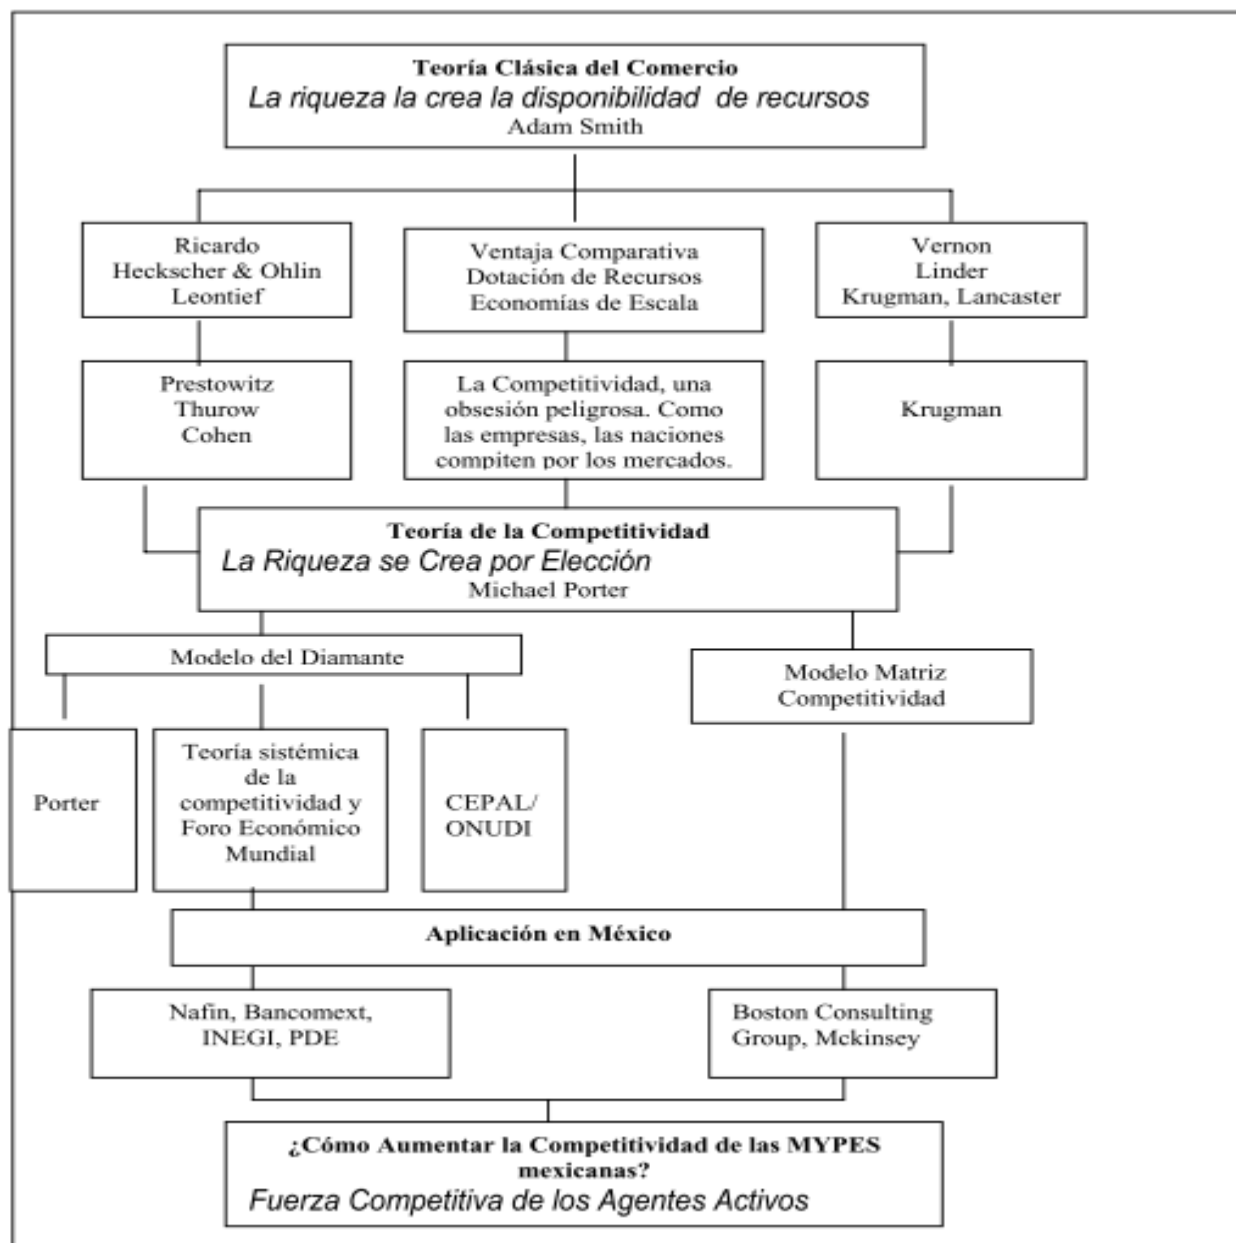 Teoría Clásica del Comercio
La riqueza la crea la disponibilidad de recursos
Adam Smith
Ricardo
Heckscher & Ohlin
Leontief
Ventaja Comparativa
Dotación de Recursos
Economías de Escala
Vernon
Linder
Krugman, Lancaster
Prestowitz
Thurow
Cohen
La Competitividad, una
obsesión peligrosa. Como
las empresas, las naciones
compiten por los mercados.
Krugman
Teoría de la Competitividad
La Riqueza se Crea por Elección
Michael Porter
Modelo del Diamante
Modelo Matriz
Competitividad
Porter
Teoría sistémica
de la
competitividad y
Foro Económico
Mundial
CEPAL/
ONUDI
Aplicación en México
Nafin, Bancomext,
INEGI, PDE
Boston Consulting
Group, Mckinsey
¿Cómo Aumentar la Competitividad de las MYPES
mexicanas?
Fuerza Competitiva de los Agentes Activos